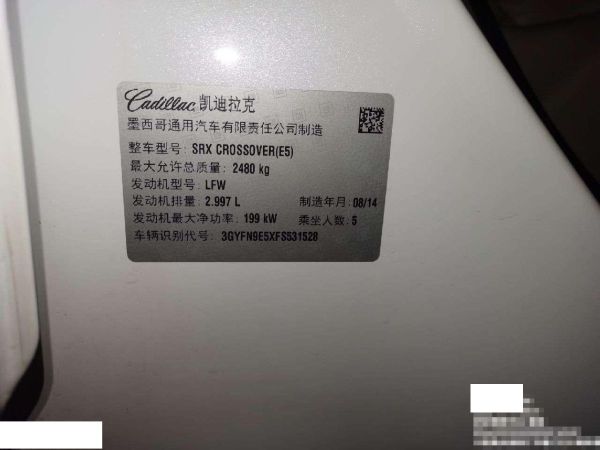 Cadillac 凯迪拉克
墨西哥通用汽车有限责任公司制造
整车型号: SRX CROSSOVER(E5)
最大允许总质量: 2480 kg
发动机型号: LFW
发动机排量: 2.997 L 制造年月: 08/14
发动机最大净功率: 199 kW 乘坐人数: 5
车辆识别代号: 3GYFN9E5XFS531528